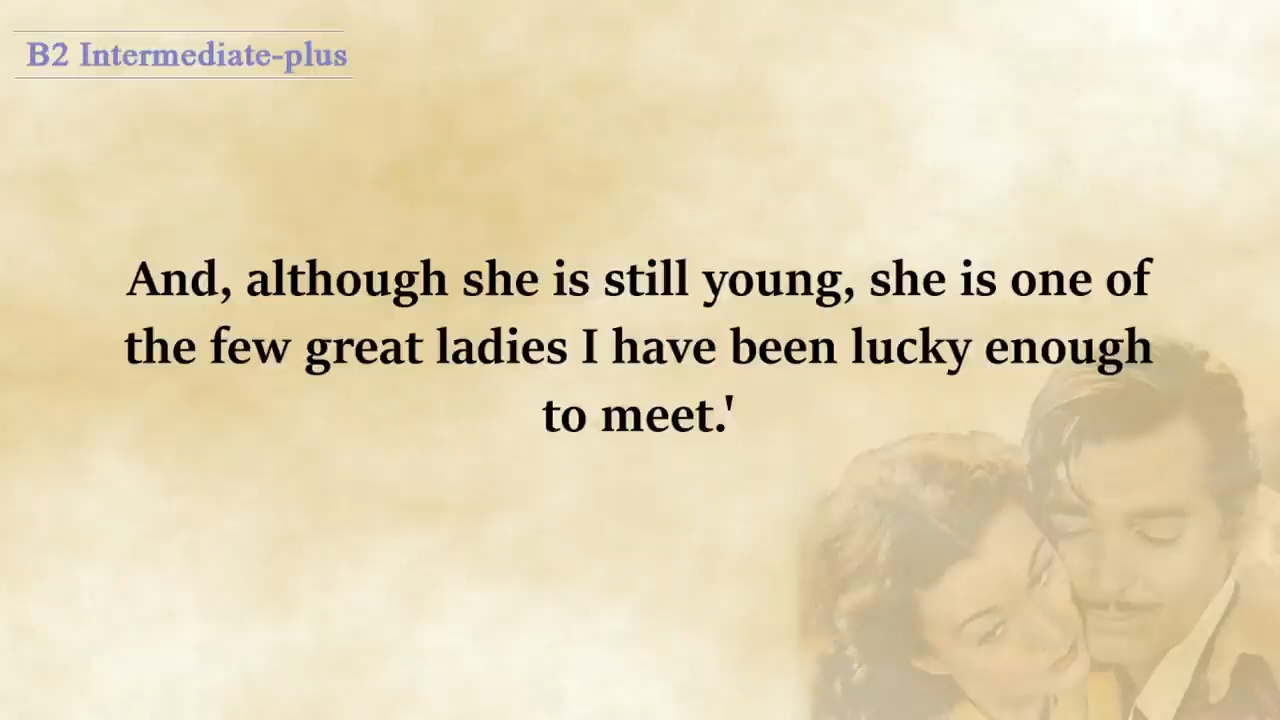 B2 Intermediate-plus
And, although she is still young, she is one of
the few great ladies I have been lucky enough
to meet.'